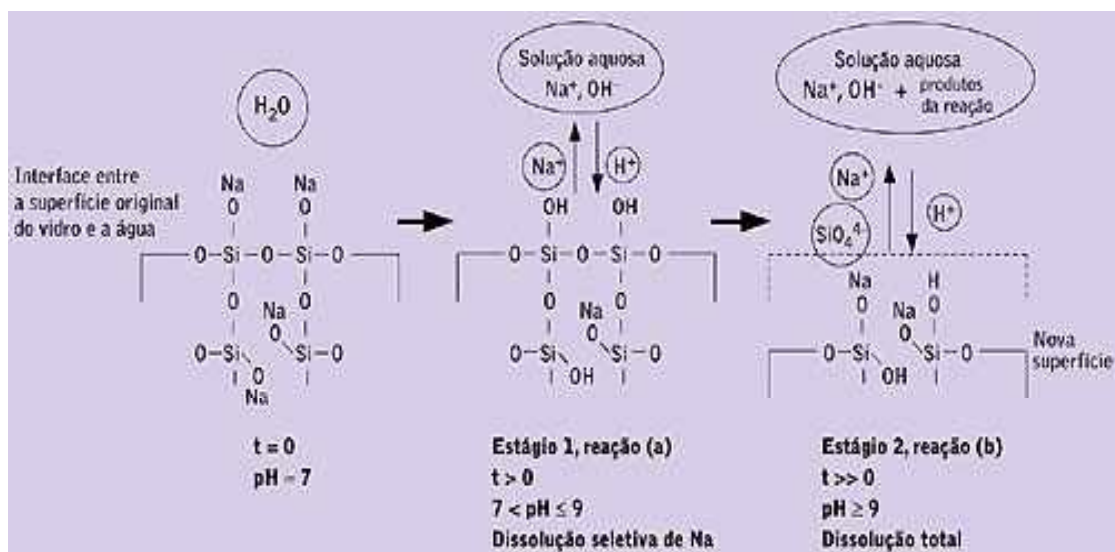 Interface entre
a superfície original
do vidro e a água
H₂O
Na Na
O O
O – Si – O – Si – O
O O
Na
O
O – Si Si – O
O
Na
t = 0
pH = 7
Solução aquosa
Na⁺, OH⁻
Na⁺ H⁺
OH OH
O – Si – O – Si – O
O O
Na
O
O – Si Si – O
OH
Estágio 1, reação (a)
t > 0
7 < pH ≤ 9
Dissolução seletiva de Na
Solução aquosa
Na⁺, OH⁻ + produtos
da reação
Na⁺
H⁺
SiO₄⁴⁻
Na H
O Na O
O
O – Si Si – O
OH
Nova
superfície
Estágio 2, reação (b)
t >> 0
pH ≥ 9
Dissolução total